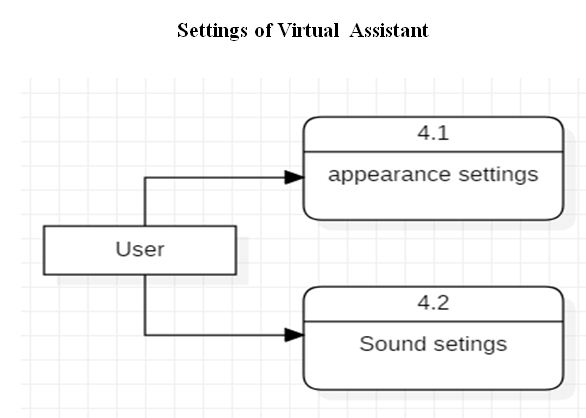 Settings of Virtual Assistant
4.1
appearance settings
User
4.2
Sound setings